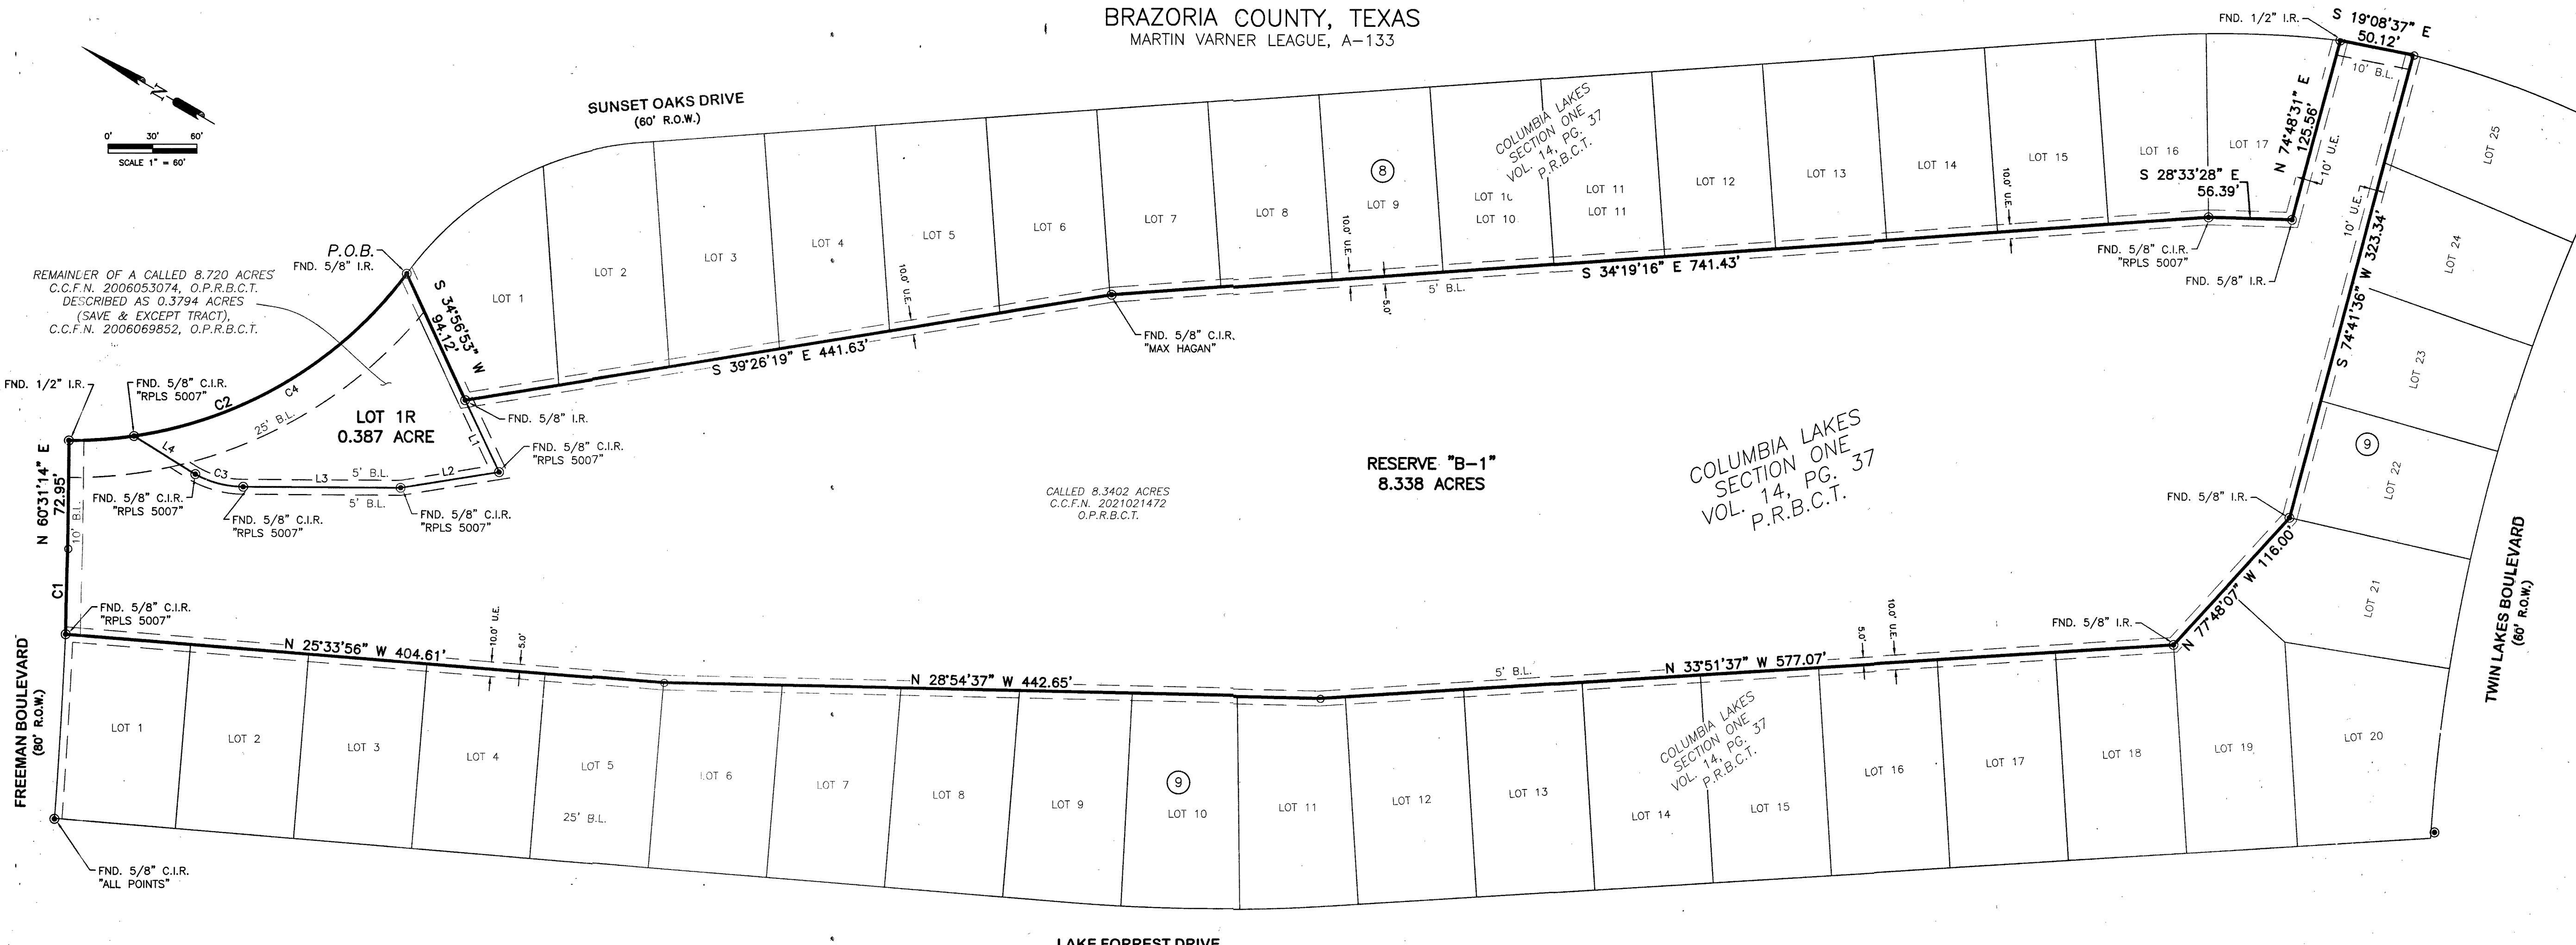 BRAZORIA COUNTY, TEXAS
MARTIN VARNER LEAGUE, A-133
N
0' 30' 60'
SCALE 1" = 60'
SUNSET OAKS DRIVE
(60' R.O.W.)
FND. 1/2" I.R.
S 19°08'37" E
50.12'
10' B.L.
N 74°48'31" E
125.56'
10' U.E.
10' U.E.
S 74°41'36" W 323.34'
S 28°33'28" E
56.39'
FND. 5/8" C.I.R.
"RPLS 5007"
FND. 5/8" I.R.
COLUMBIA LAKES
SECTION ONE
VOL. 14, PG. 37
P.R.B.C.T.
8
LOT 1
LOT 2
LOT 3
LOT 4
LOT 5
LOT 6
LOT 7
LOT 8
LOT 9
LOT 10
LOT 10
LOT 11
LOT 11
LOT 12
LOT 13
LOT 14
LOT 15
LOT 16
LOT 17
10.0' U.E.
10.0' U.E.
10.0' U.E.
5.0'
5' B.L.
S 34°19'16" E 741.43'
S 39°26'19" E 441.63'
FND. 5/8" C.I.R.
"MAX HAGAN"
P.O.B.
FND. 5/8" I.R.
S 34°56'53" W
94.12'
REMAINDER OF A CALLED 8.720 ACRES
C.C.F.N. 2006053074, O.P.R.B.C.T.
DESCRIBED AS 0.3794 ACRES
(SAVE & EXCEPT TRACT),
C.C.F.N. 2006069852, O.P.R.B.C.T.
FND. 1/2" I.R.
FND. 5/8" C.I.R.
"RPLS 5007"
C2
C4
25' B.L.
LOT 1R
0.387 ACRE
FND. 5/8" I.R.
L1
FND. 5/8" C.I.R.
"RPLS 5007"
L4
C3
L3
5' B.L.
L2
5' B.L.
FND. 5/8" C.I.R.
"RPLS 5007"
FND. 5/8" C.I.R.
"RPLS 5007"
FND. 5/8" C.I.R.
"RPLS 5007"
N 60°31'14" E
72.95'
10' B.L.
C1
FND. 5/8" C.I.R.
"RPLS 5007"
FREEMAN BOULEVARD
(80' R.O.W.)
CALLED 8.3402 ACRES
C.C.F.N. 2021021472
O.P.R.B.C.T.
RESERVE "B-1"
8.338 ACRES
COLUMBIA LAKES
SECTION ONE
VOL. 14, PG. 37
P.R.B.C.T.
LOT 25
LOT 24
LOT 23
9
LOT 22
LOT 21
FND. 5/8" I.R.
N 77°48'07" W 116.00'
FND. 5/8" I.R.
TWIN LAKES BOULEVARD
(60' R.O.W.)
N 25°33'56" W 404.61'
10.0' U.E.
5.0'
N 28°54'37" W 442.65'
5' B.L.
N 33°51'37" W 577.07'
5.0'
10.0' U.E.
COLUMBIA LAKES
SECTION ONE
VOL. 14, PG. 37
P.R.B.C.T.
LOT 1
LOT 2
LOT 3
LOT 4
LOT 5
LOT 6
LOT 7
LOT 8
LOT 9
9
LOT 10
LOT 11
LOT 12
LOT 13
LOT 14
LOT 15
LOT 16
LOT 17
LOT 18
LOT 19
LOT 20
25' B.L.
FND. 5/8" C.I.R.
"ALL POINTS"
LAKE FORREST DRIVE